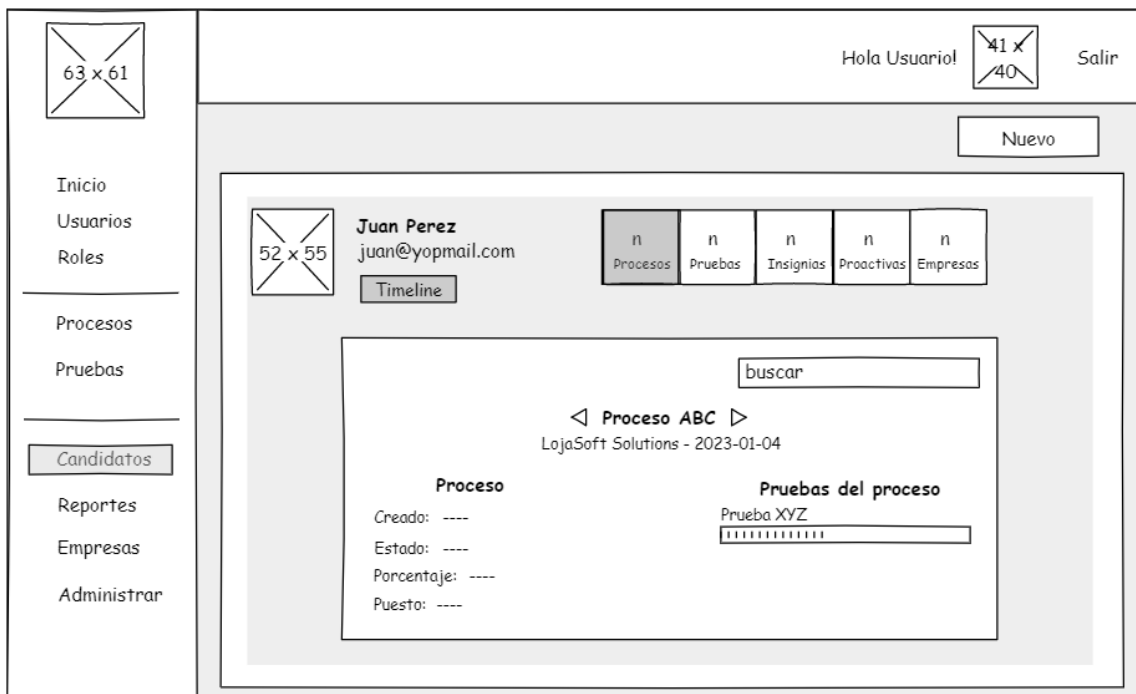 63 x 61
Hola Usuario!
41 x 40
Salir
Nuevo
Inicio
Usuarios
Roles
Procesos
Pruebas
Candidatos
Reportes
Empresas
Administrar
52 x 55
Juan Perez
juan@yopmail.com
Timeline
n
Procesos
n
Pruebas
n
Insignias
n
Proactivas
n
Empresas
buscar
Proceso ABC
LojaSoft Solutions - 2023-01-04
Proceso
Creado: ----
Estado: ----
Porcentaje: ----
Puesto: ----
Pruebas del proceso
Prueba XYZ